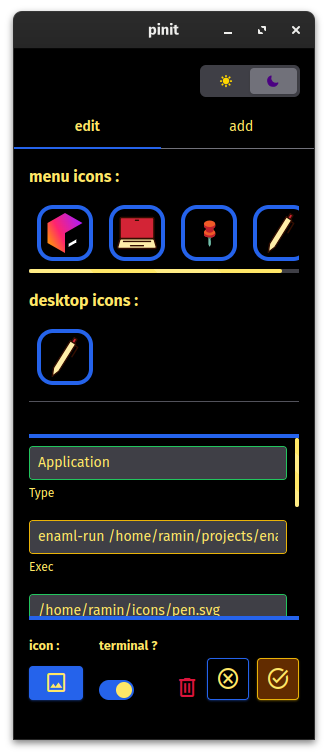 pinit
edit
add
menu icons :
desktop icons :
Application
Type
enaml-run /home/ramin/projects/ena
Exec
/home/ramin/icons/pen.svg
icon :
terminal ?